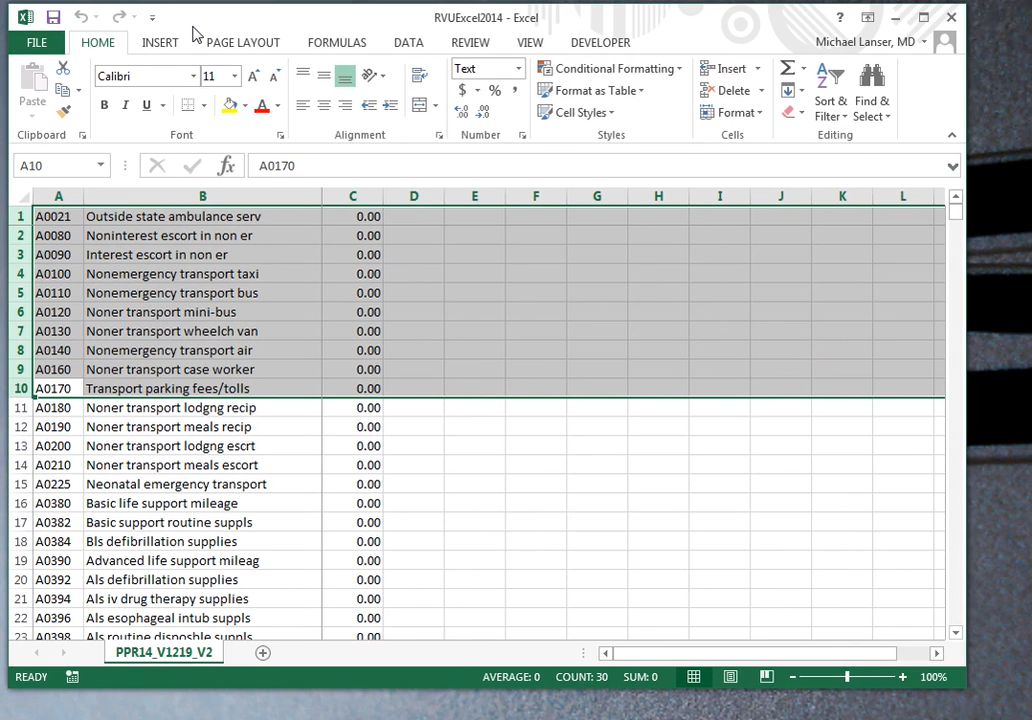 RVUExcel2014 - Excel
?
FILE HOME INSERT PAGE LAYOUT FORMULAS DATA REVIEW VIEW DEVELOPER Michael Lanser, MD
Paste
Calibri 11
A A
B I U A
Text
$ % ,
Conditional Formatting
Format as Table
Cell Styles
Insert
Delete
Format
Sort & Filter
Find & Select
Clipboard Font Alignment Number Styles Cells Editing
A10 fx A0170
A B C D E F G H I J K L
1 A0021 Outside state ambulance serv 0.00
2 A0080 Noninterest escort in non er 0.00
3 A0090 Interest escort in non er 0.00
4 A0100 Nonemergency transport taxi 0.00
5 A0110 Nonemergency transport bus 0.00
6 A0120 Noner transport mini-bus 0.00
7 A0130 Noner transport wheelch van 0.00
8 A0140 Nonemergency transport air 0.00
9 A0160 Noner transport case worker 0.00
10 A0170 Transport parking fees/tolls 0.00
11 A0180 Noner transport lodgng recip 0.00
12 A0190 Noner transport meals recip 0.00
13 A0200 Noner transport lodgng escrt 0.00
14 A0210 Noner transport meals escort 0.00
15 A0225 Neonatal emergency transport 0.00
16 A0380 Basic life support mileage 0.00
17 A0382 Basic support routine suppls 0.00
18 A0384 Bls defibrillation supplies 0.00
19 A0390 Advanced life support mileag 0.00
20 A0392 Als defibrillation supplies 0.00
21 A0394 Als iv drug therapy supplies 0.00
22 A0396 Als esophageal intub suppls 0.00
23 A0398 Als routine disposble suppls 0.00
PPR14_V1219_V2
READY AVERAGE: 0 COUNT: 30 SUM: 0 100%